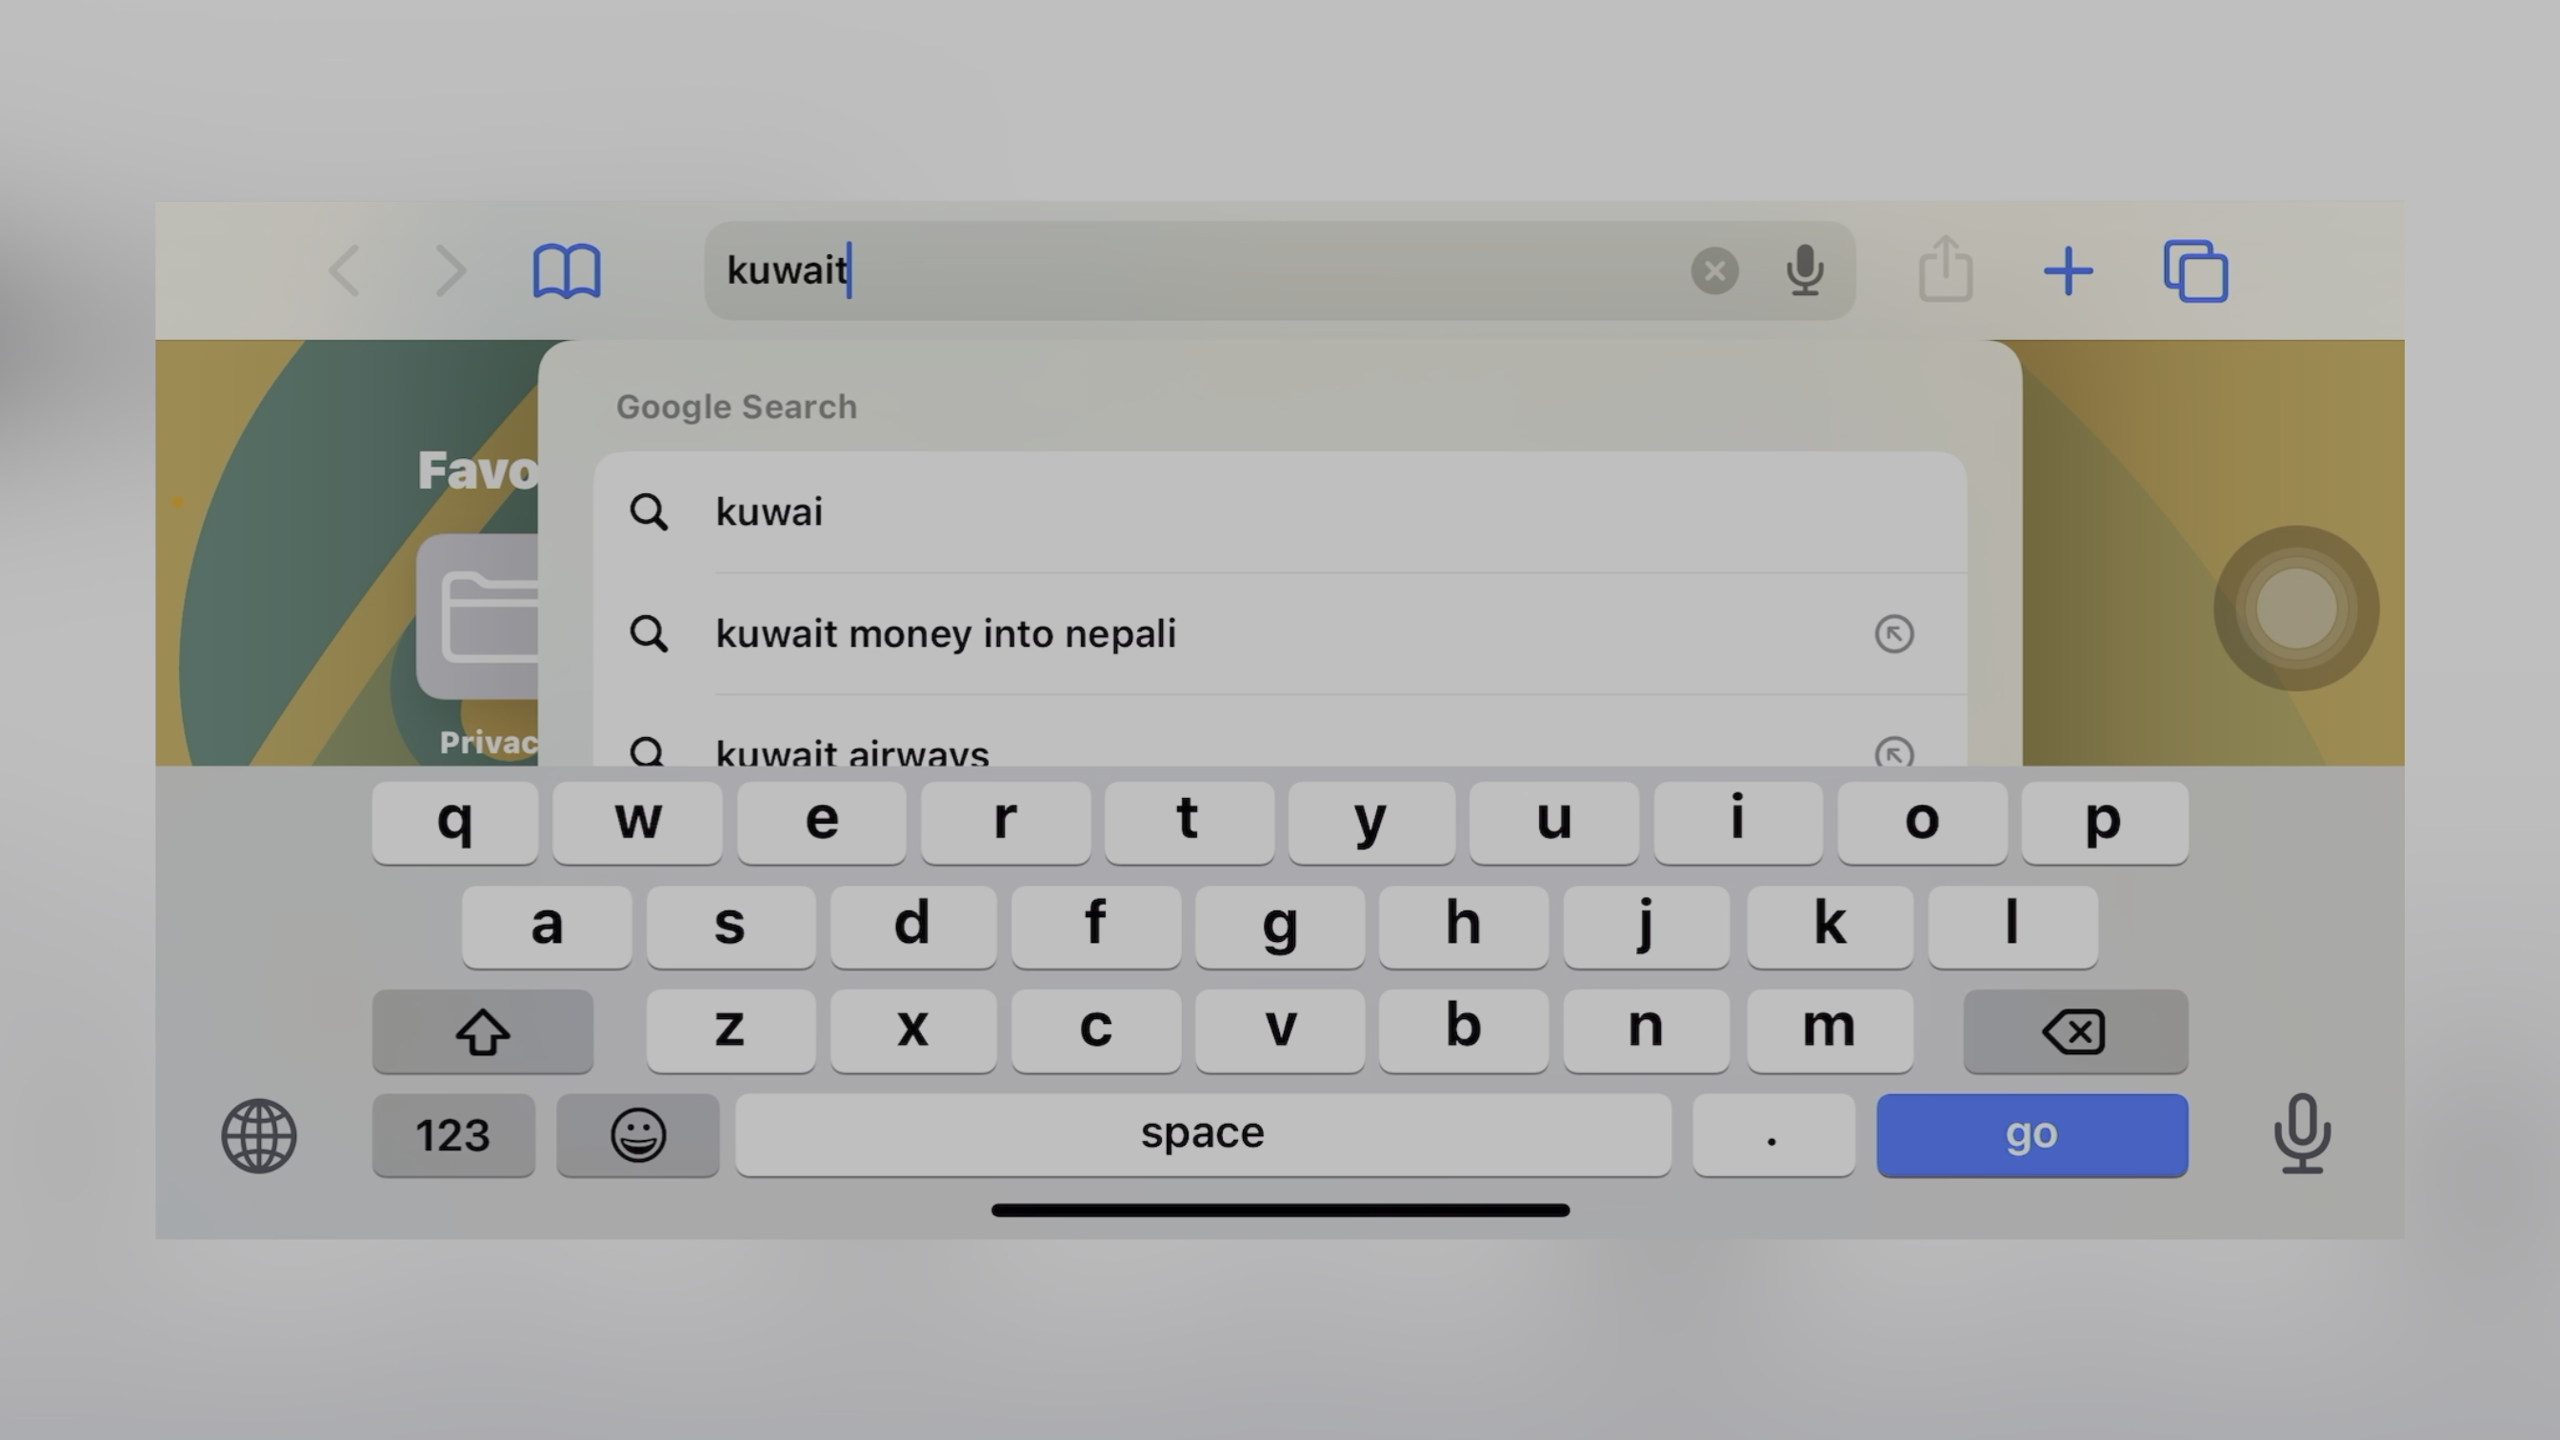 kuwait
Google Search
Favo
kuwai
kuwait money into nepali
Privac
kuwait airways
q w e r t y u i o p
a s d f g h j k l
z x c v b n m
123 space . go